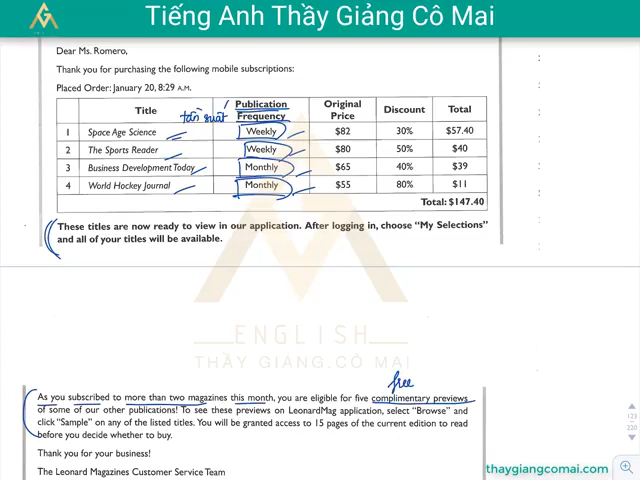 Tiếng Anh Thầy Giảng Cô Mai
Dear Ms. Romero,
Thank you for purchasing the following mobile subscriptions:
Placed Order: January 20, 8:29 A.M.
Title Publication Frequency Original Price Discount Total
tần suất
1 Space Age Science Weekly $82 30% $57.40
2 The Sports Reader Weekly $80 50% $40
3 Business Development Today Monthly $65 40% $39
4 World Hockey Journal Monthly $55 80% $11
Total: $147.40
These titles are now ready to view in our application. After logging in, choose “My Selections”
and all of your titles will be available.
ENGLISH
THẦY GIẢNG CÔ MAI
free
As you subscribed to more than two magazines this month, you are eligible for five complimentary previews
of some of our other publications! To see these previews on LeonardMag application, select “Browse” and
click “Sample” on any of the listed titles. You will be granted access to 15 pages of the current edition to read
before you decide whether to buy.
Thank you for your business!
The Leonard Magazines Customer Service Team
123
220
thaygiangcomai.com